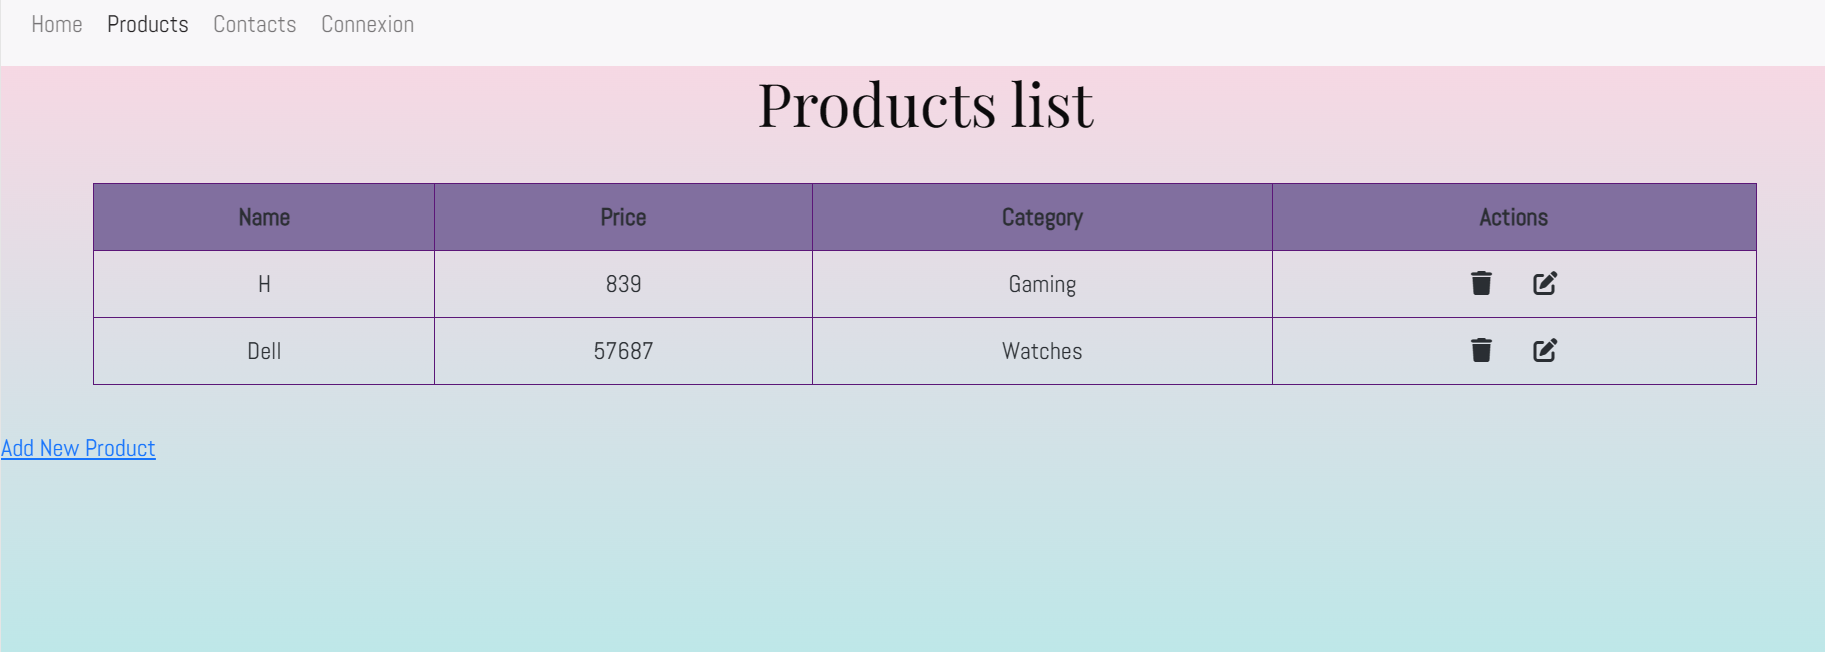 Home Products Contacts Connexion
Products list
Name Price Category Actions
H 839 Gaming
Dell 57687 Watches
Add New Product